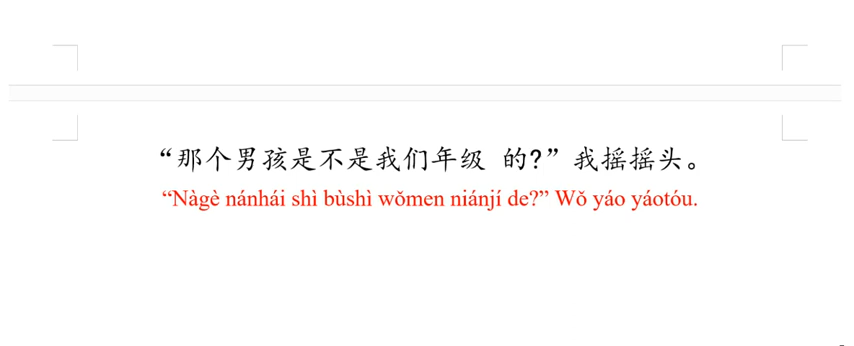 “那个男孩是不是我们年级 的?”我摇摇头。
“Nàgè nánhái shì bùshì wǒmen niánjí de?” Wǒ yáo yáotóu.